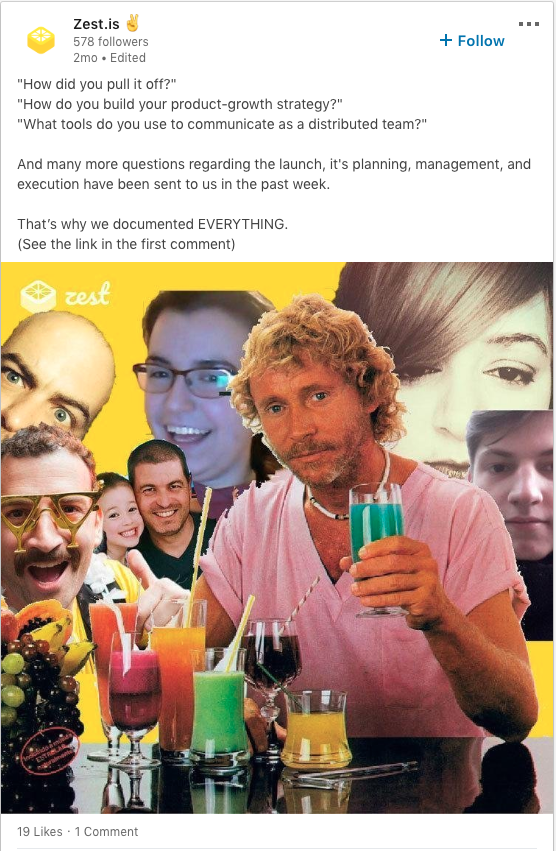 Zest.is ✌️
578 followers
2mo • Edited
+ Follow
"How did you pull it off?"
"How do you build your product-growth strategy?"
"What tools do you use to communicate as a distributed team?"
And many more questions regarding the launch, it's planning, management, and
execution have been sent to us in the past week.
That’s why we documented EVERYTHING.
(See the link in the first comment)
zest
19 Likes · 1 Comment